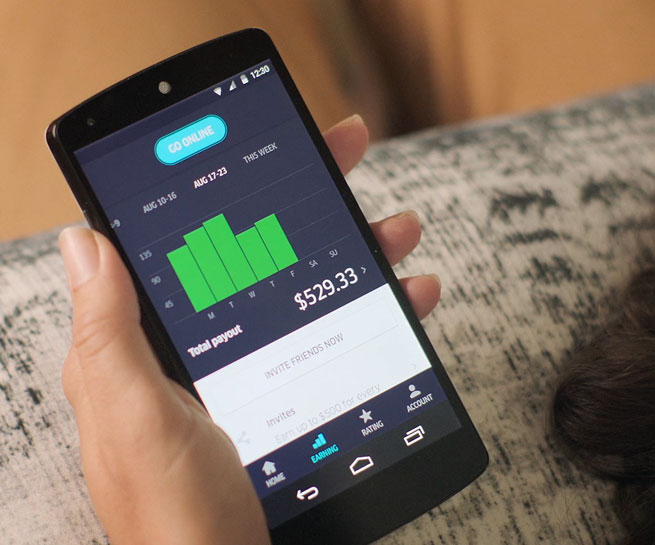 12:30
GO ONLINE
-9 AUG 10-16 AUG 17-23 THIS WEEK
135
90
45
M T W T F SA SU
Total payout $529.33 >
INVITE FRIENDS NOW
Invites >
Earn up to $500 for every
HOME EARNING RATING ACCOUNT